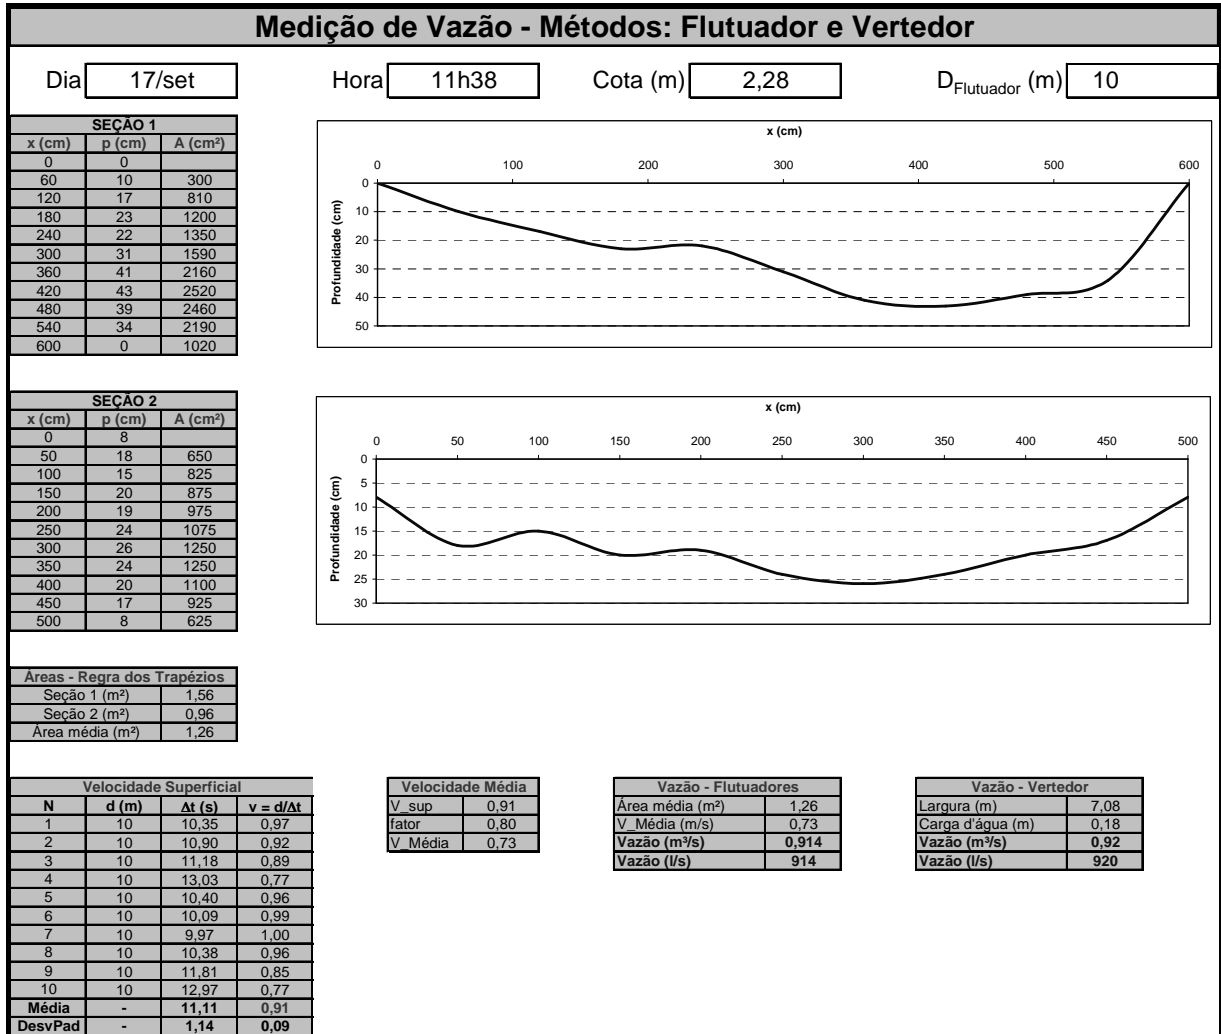 Medição de Vazão - Métodos: Flutuador e Vertedor
Dia 17/set Hora 11h38 Cota (m) 2,28 D_Flutuador (m) 10
SEÇÃO 1
x (cm) p (cm) A (cm²)
0 0
60 10 300
120 17 810
180 23 1200
240 22 1350
300 31 1590
360 41 2160
420 43 2520
480 39 2460
540 34 2190
600 0 1020
x (cm)
0 100 200 300 400 500 600
Profundidade (cm)
0
10
20
30
40
50
SEÇÃO 2
x (cm) p (cm) A (cm²)
0 8
50 18 650
100 15 825
150 20 875
200 19 975
250 24 1075
300 26 1250
350 24 1250
400 20 1100
450 17 925
500 8 625
x (cm)
0 50 100 150 200 250 300 350 400 450 500
Profundidade (cm)
0
5
10
15
20
25
30
Áreas - Regra dos Trapézios
Seção 1 (m²) 1,56
Seção 2 (m²) 0,96
Área média (m²) 1,26
Velocidade Superficial
N d (m) Δt (s) v = d/Δt
1 10 10,35 0,97
2 10 10,90 0,92
3 10 11,18 0,89
4 10 13,03 0,77
5 10 10,40 0,96
6 10 10,09 0,99
7 10 9,97 1,00
8 10 10,38 0,96
9 10 11,81 0,85
10 10 12,97 0,77
Média - 11,11 0,91
DesvPad - 1,14 0,09
Velocidade Média
V_sup 0,91
fator 0,80
V_Média 0,73
Vazão - Flutuadores
Área média (m²) 1,26
V_Média (m/s) 0,73
Vazão (m³/s) 0,914
Vazão (l/s) 914
Vazão - Vertedor
Largura (m) 7,08
Carga d'água (m) 0,18
Vazão (m³/s) 0,92
Vazão (l/s) 920